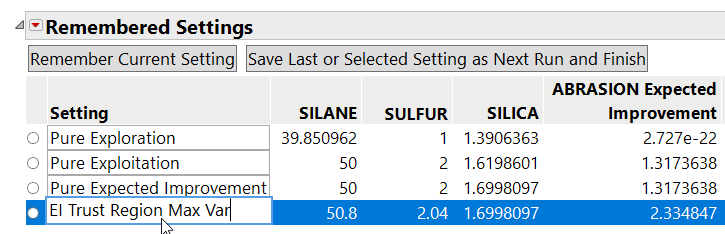 Remembered Settings
Remember Current Setting Save Last or Selected Setting as Next Run and Finish
ABRASION Expected
Setting SILANE SULFUR SILICA Improvement
Pure Exploration 39.850962 1 1.3906363 2.727e-22
Pure Exploitation 50 2 1.6198601 1.3173638
Pure Expected Improvement 50 2 1.6998097 1.3173638
EI Trust Region Max Var 50.8 2.04 1.6998097 2.334847